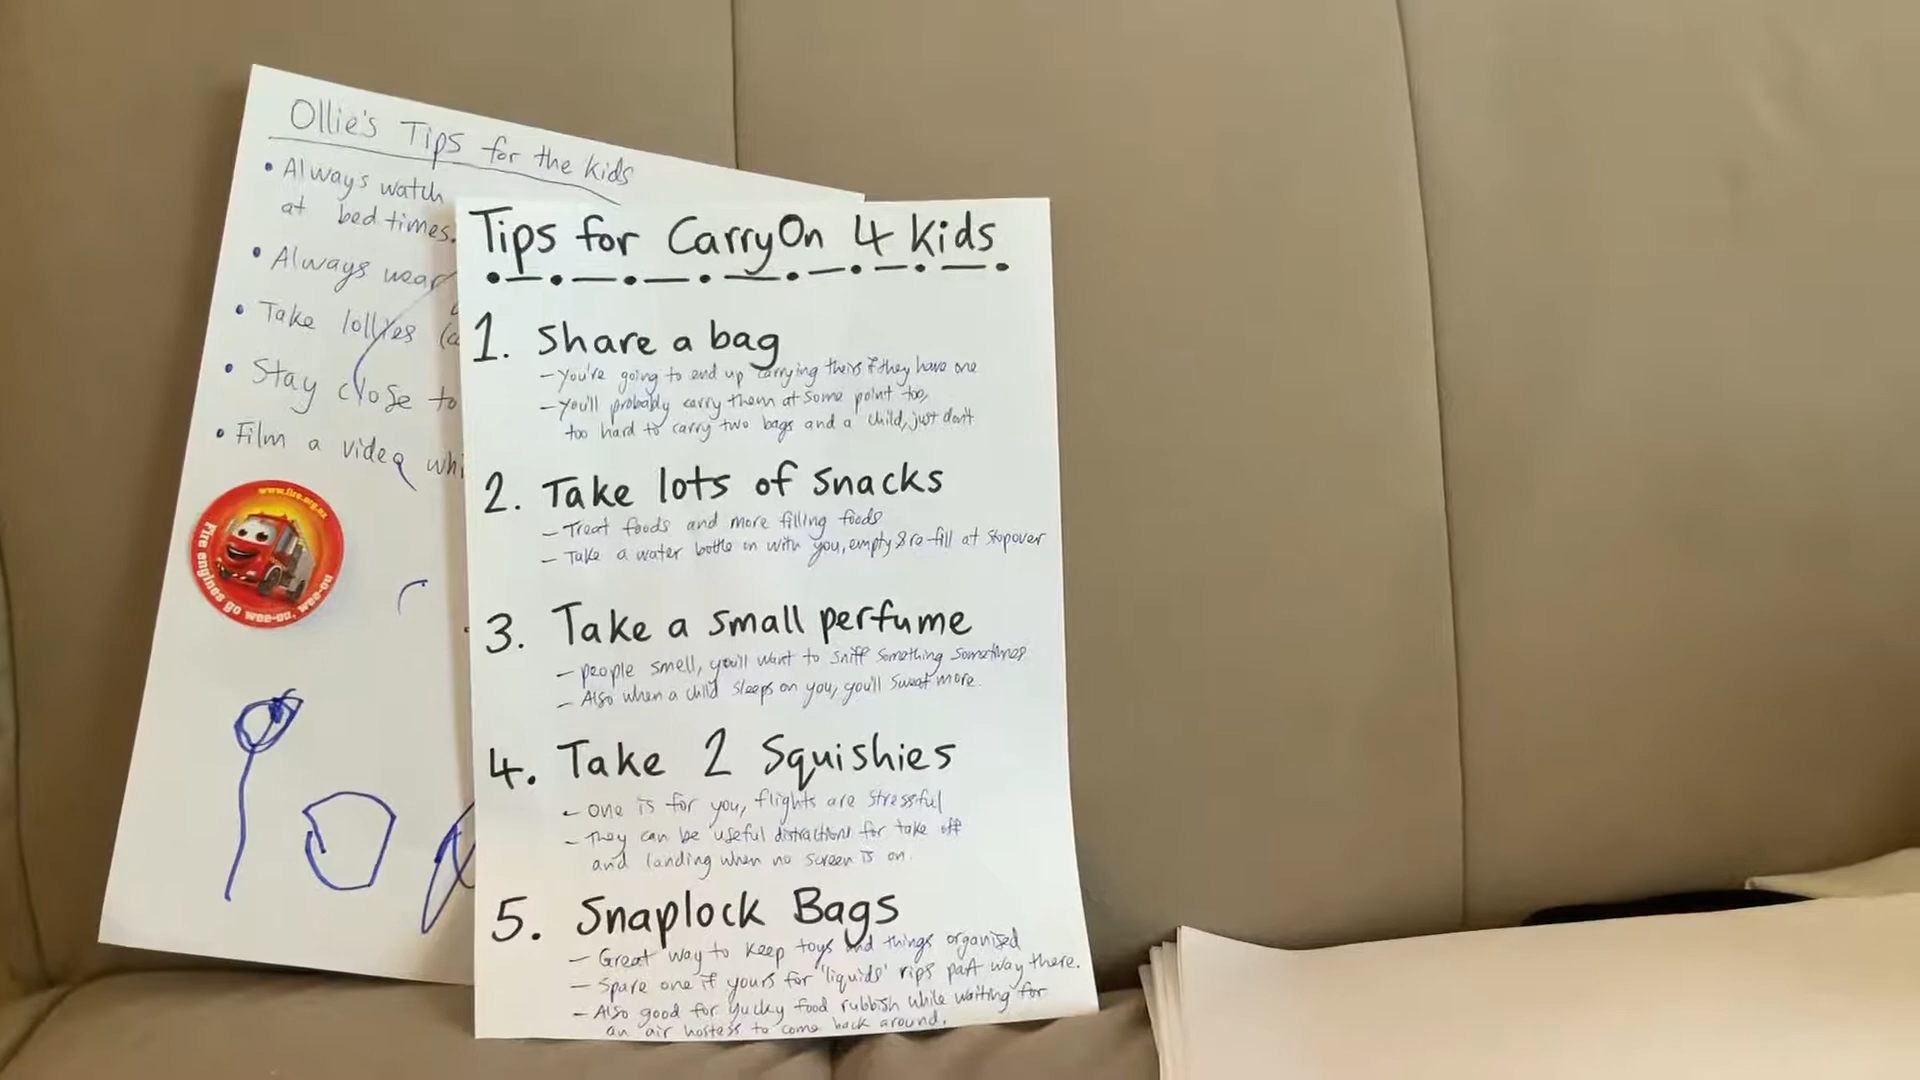 Ollie's Tips for the kids
• Always watch
at bed times.
• Always wear
• Take lollies
• Stay close to
• Film a video whi
www.fire.org.nz
Fire engines go wee-oo, wee-oo
Tips for CarryOn 4 Kids
1. Share a bag
- You're going to end up carrying theirs if they have one
- You'll probably carry them at some point too,
too hard to carry two bags and a child, just don't
2. Take lots of snacks
- Treat foods and more filling foods
- Take a water bottle on with you, empty & re-fill at stopover
3. Take a small perfume
- people smell, you'll want to sniff something sometimes
- Also when a child sleeps on you, you'll sweat more.
4. Take 2 Squishies
- One is for you, flights are stressful
- They can be useful distractions for take off
and landing when no screen is on.
5. Snaplock Bags
- Great way to keep toys and things organised
- Spare one if yours for 'liquids' rips part way there.
- Also good for yucky food rubbish while waiting for
an air hostess to come back around.